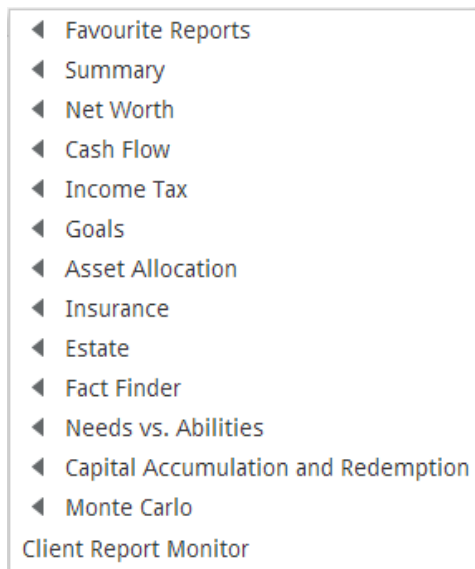 Favourite Reports
Summary
Net Worth
Cash Flow
Income Tax
Goals
Asset Allocation
Insurance
Estate
Fact Finder
Needs vs. Abilities
Capital Accumulation and Redemption
Monte Carlo
Client Report Monitor